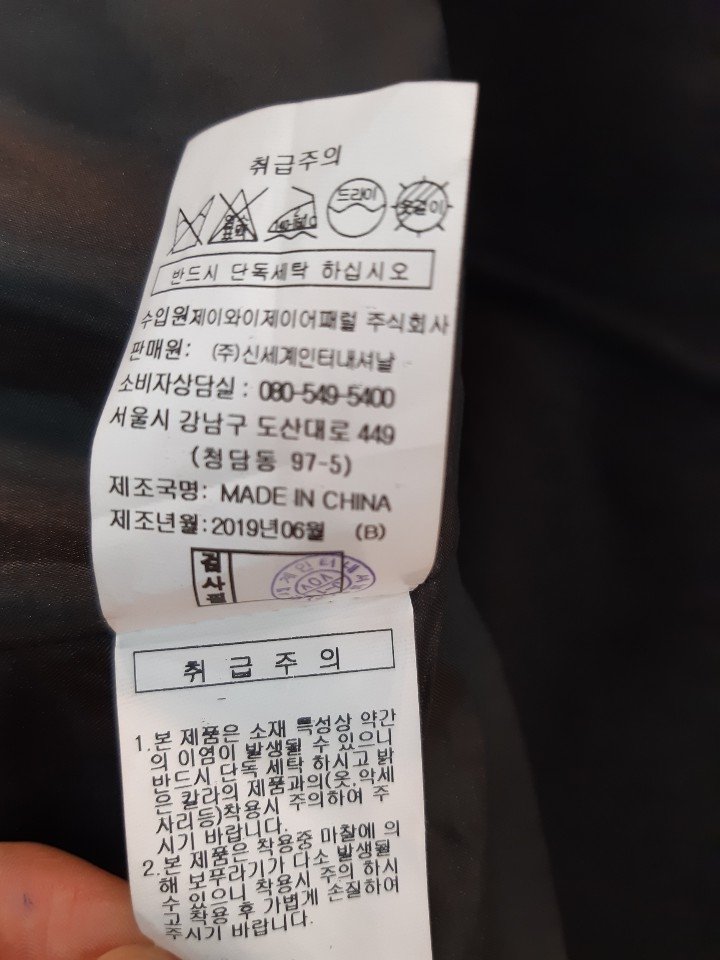 취급주의
드라이
옷걸이
반드시 단독세탁 하십시오
수입원제이와이제이어패럴 주식회사
판매원: (주)신세계인터내셔날
소비자상담실 : 080-549-5400
서울시 강남구 도산대로 449
(청담동 97-5)
제조국명: MADE IN CHINA
제조년월:2019년06월 (B)
검사필
취 급 주 의
1.본 제품은 소재 특성상 약간
의 이염이 발생될 수 있으니
반드시 단독 세탁 하시고 밝
은 칼라의 제품과의(옷,악세
사리등)착용시 주의하여 주
시기 바랍니다.
2.본 제품은 착용중 마찰에 의
해 보푸라기가 다소 발생될
수 있으니 착용시 주의 하시
고 착용 후 가볍게 손질하여
주시기 바랍니다.